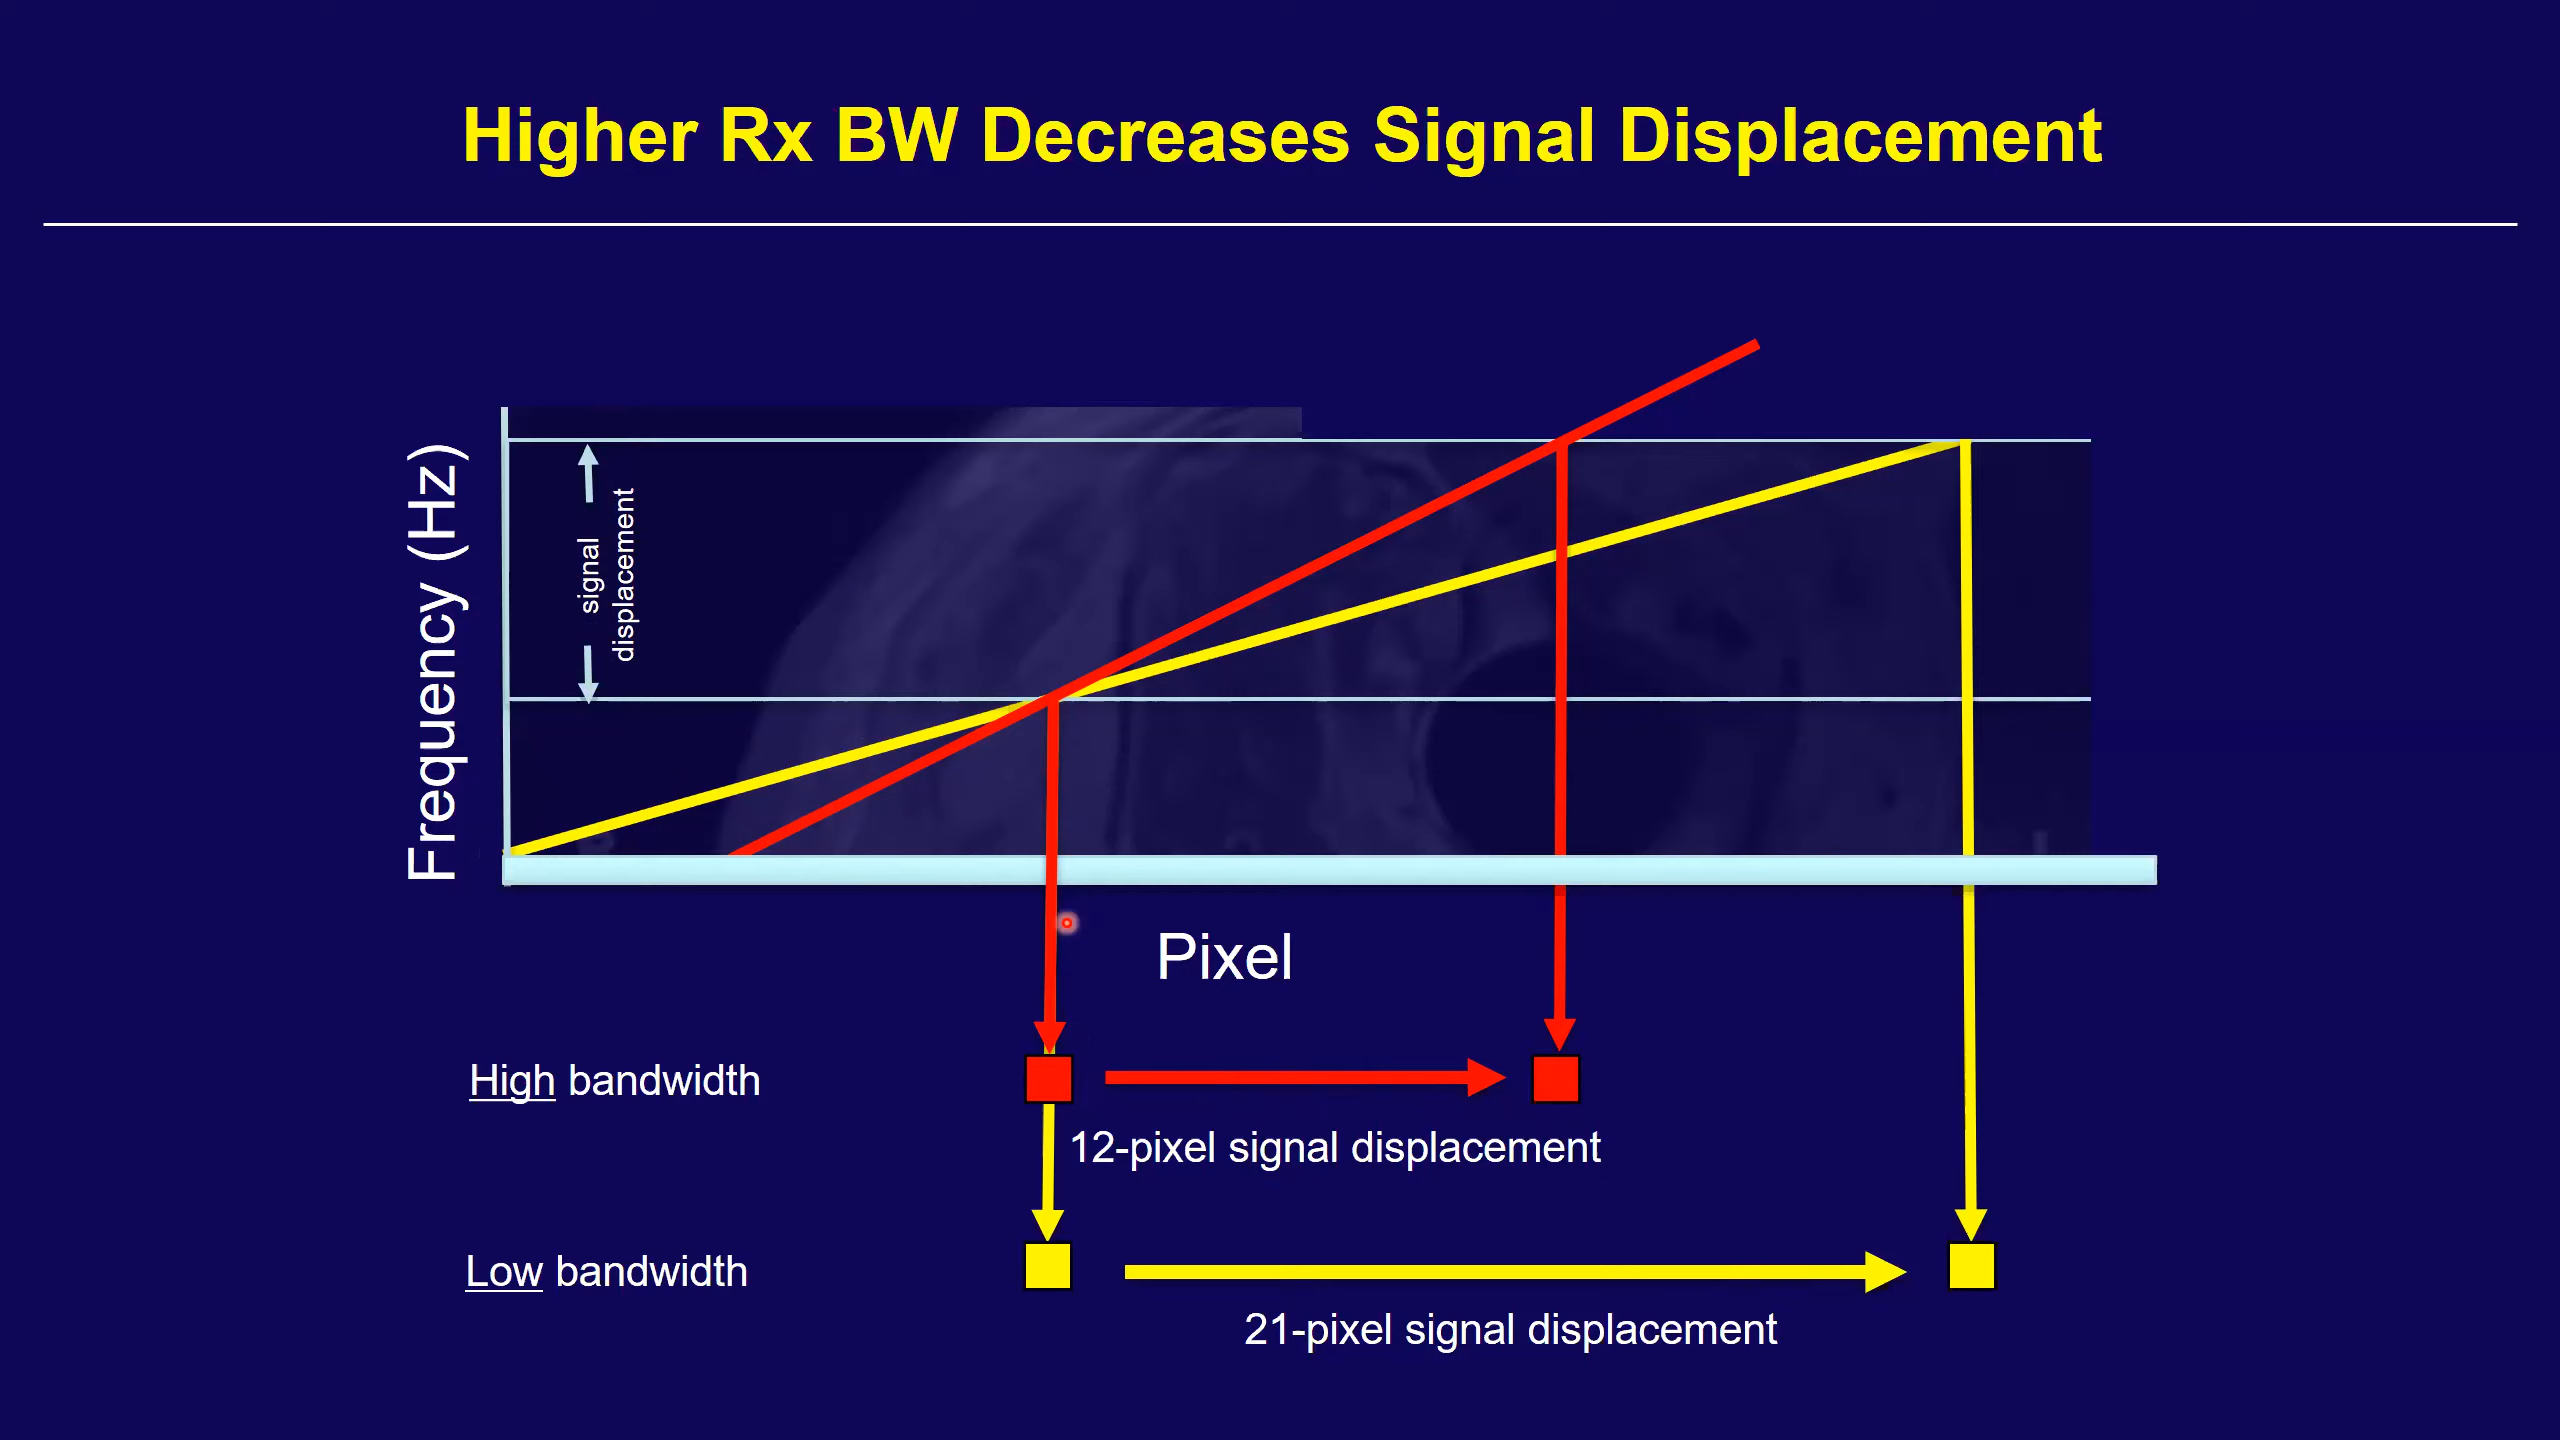 Higher Rx BW Decreases Signal Displacement
Frequency (Hz)
signal
displacement
Pixel
High bandwidth
12-pixel signal displacement
Low bandwidth
21-pixel signal displacement